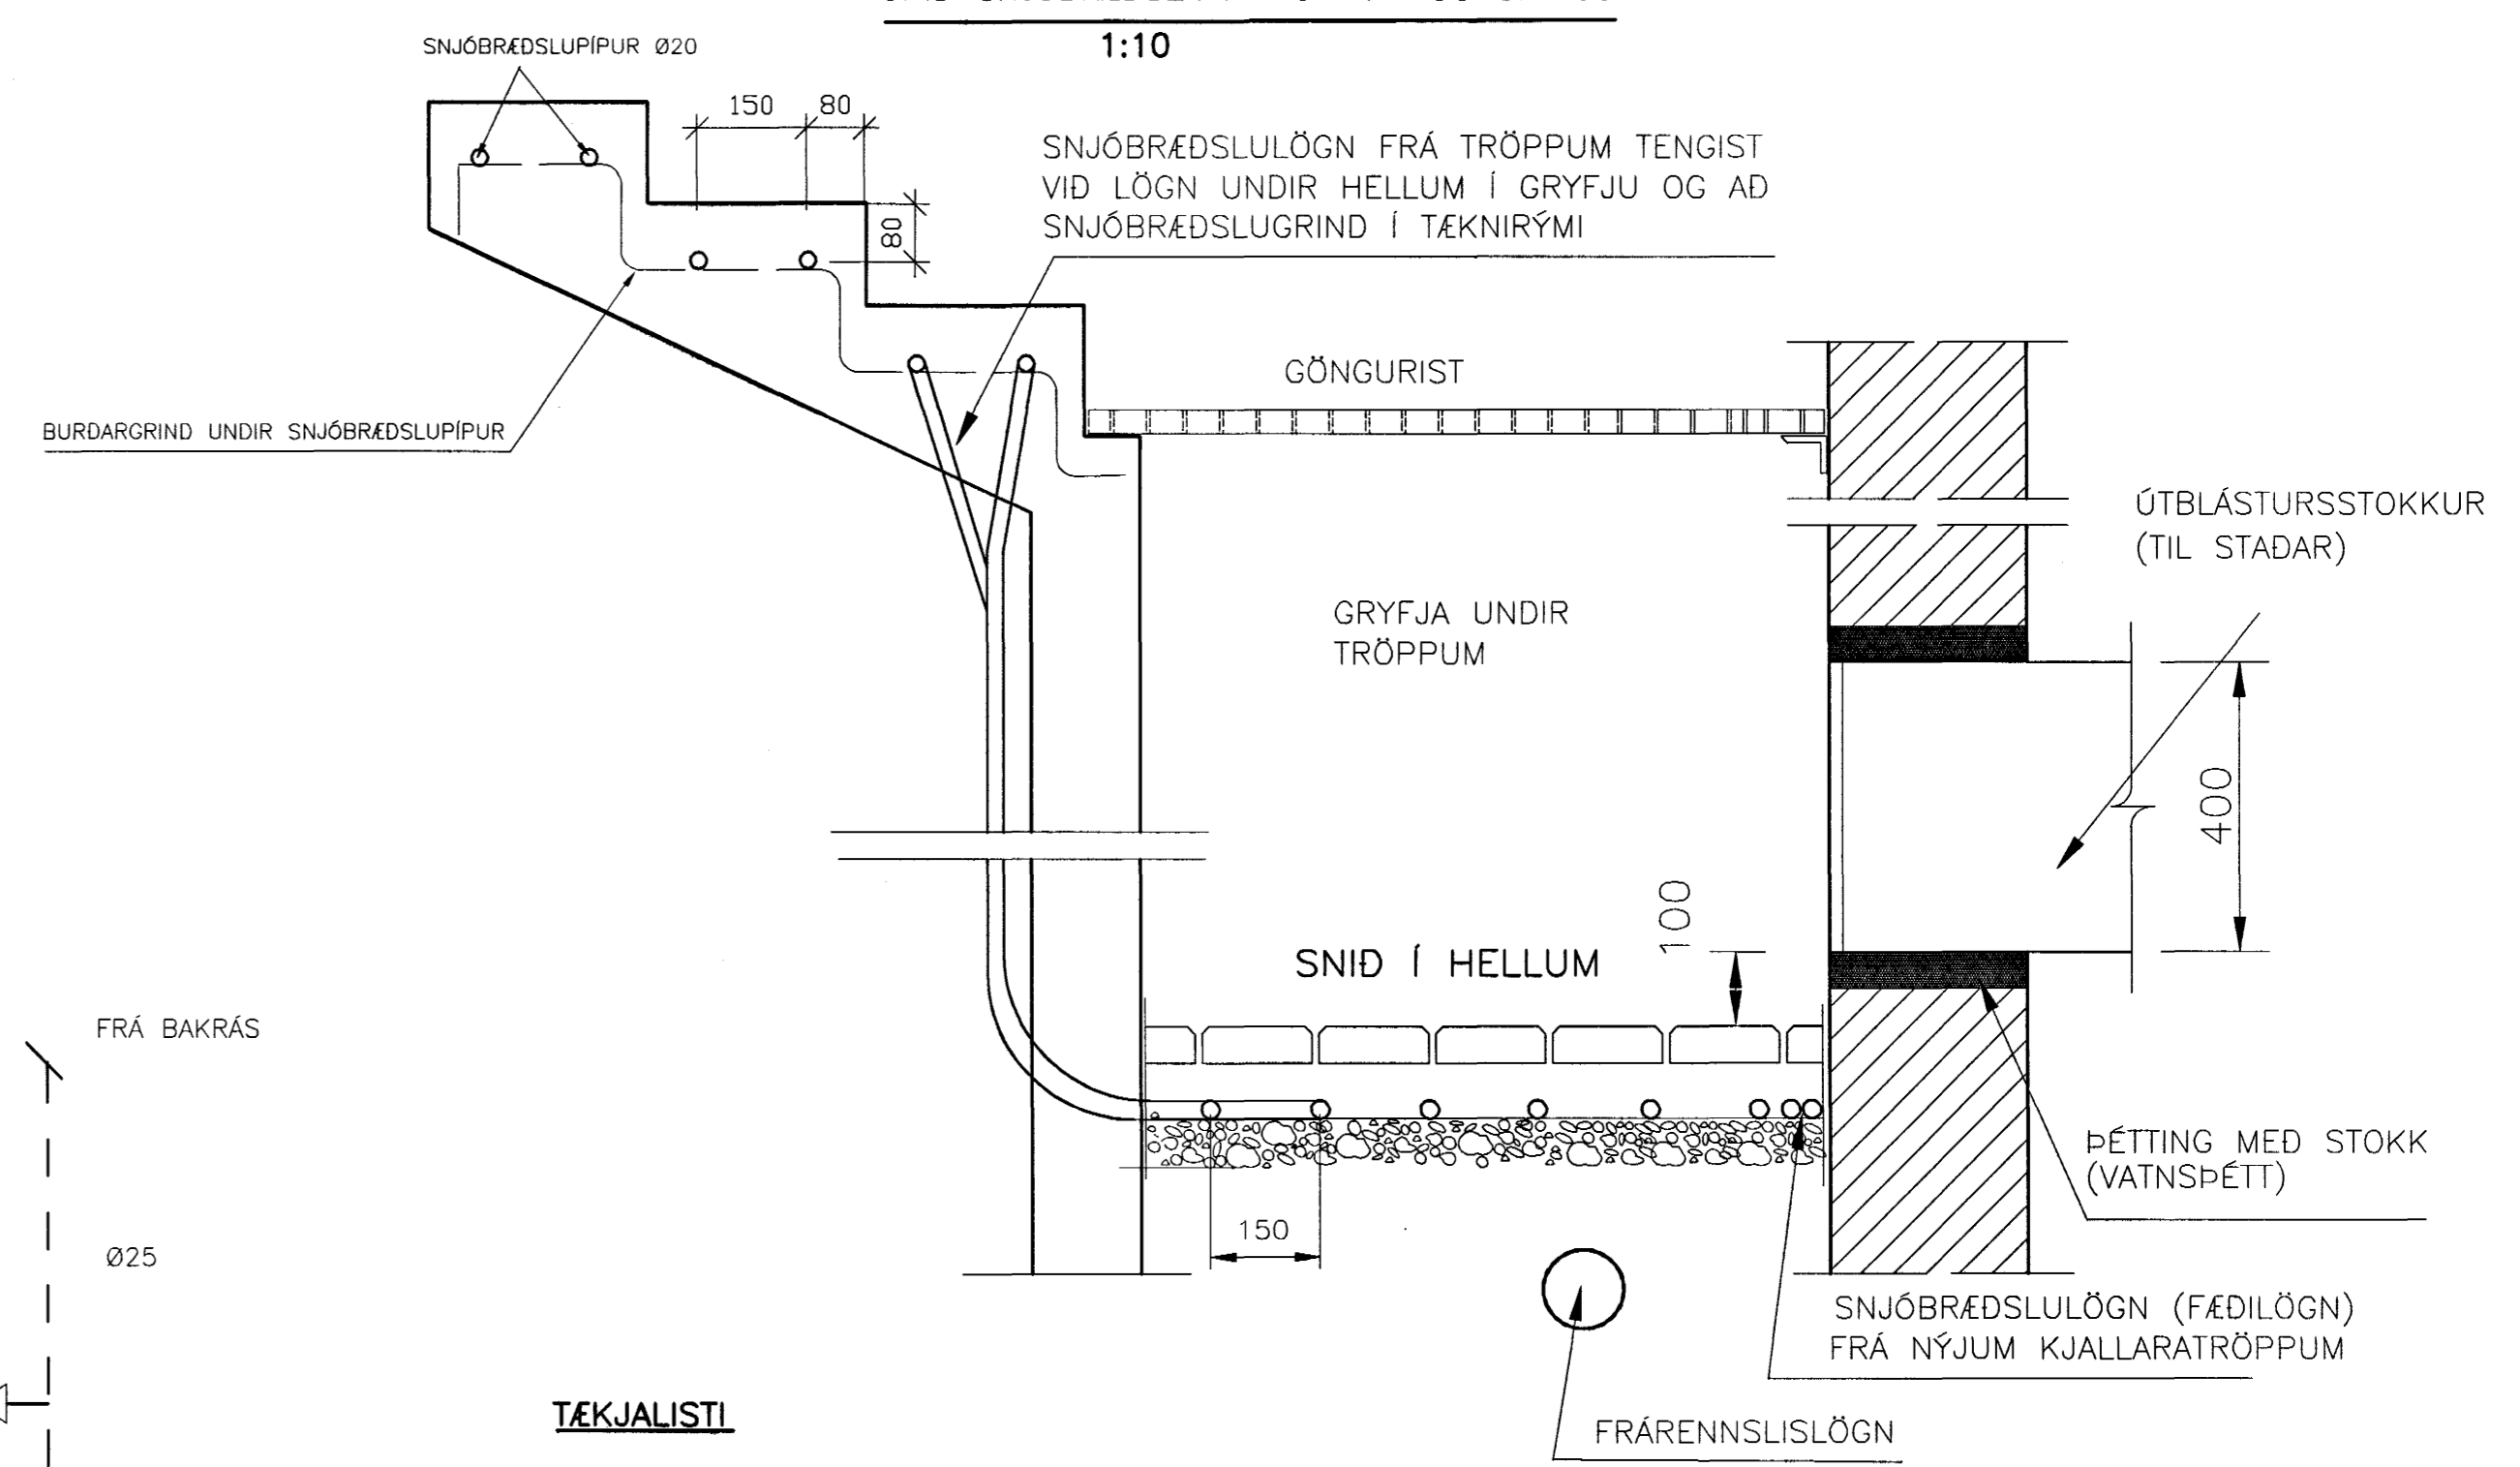 1:10
SNJÓBRÆÐSLUPÍPUR Ø20
150
80
80
SNJÓBRÆÐSLULÖGN FRÁ TRÖPPUM TENGIST
VIÐ LÖGN UNDIR HELLUM Í GRYFJU OG AÐ
SNJÓBRÆÐSLUGRIND Í TÆKNIRÝMI
GÖNGURIST
BURÐARGRIND UNDIR SNJÓBRÆÐSLUPÍPUR
ÚTBLÁSTURSSTOKKUR
(TIL STAÐAR)
GRYFJA UNDIR
TRÖPPUM
400
100
SNIÐ Í HELLUM
FRÁ BAKRÁS
ÞÉTTING MEÐ STOKK
(VATNSÞÉTT)
150
Ø25
SNJÓBRÆÐSLULÖGN (FÆÐILÖGN)
FRÁ NÝJUM KJALLARATRÖPPUM
TÆKJALISTI
FRÁRENNSLISLÖGN